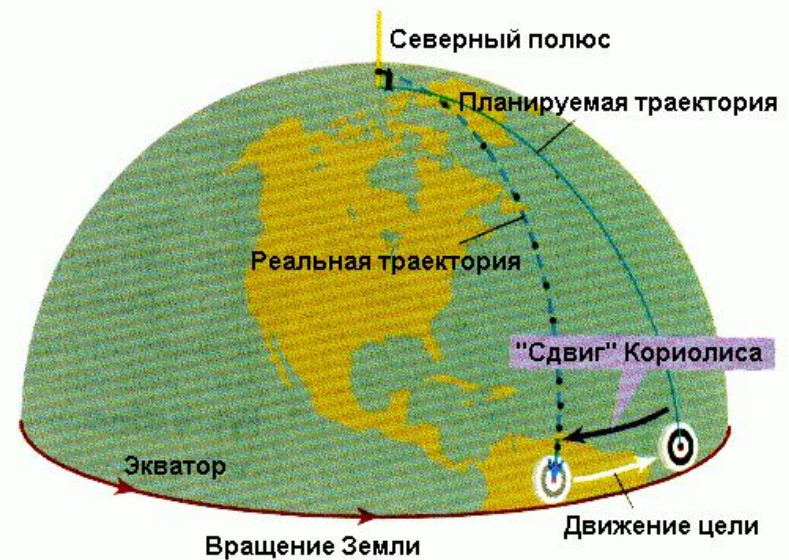 Северный полюс
Планируемая траектория
Реальная траектория
"Сдвиг" Кориолиса
Экватор
Движение цели
Вращение Земли